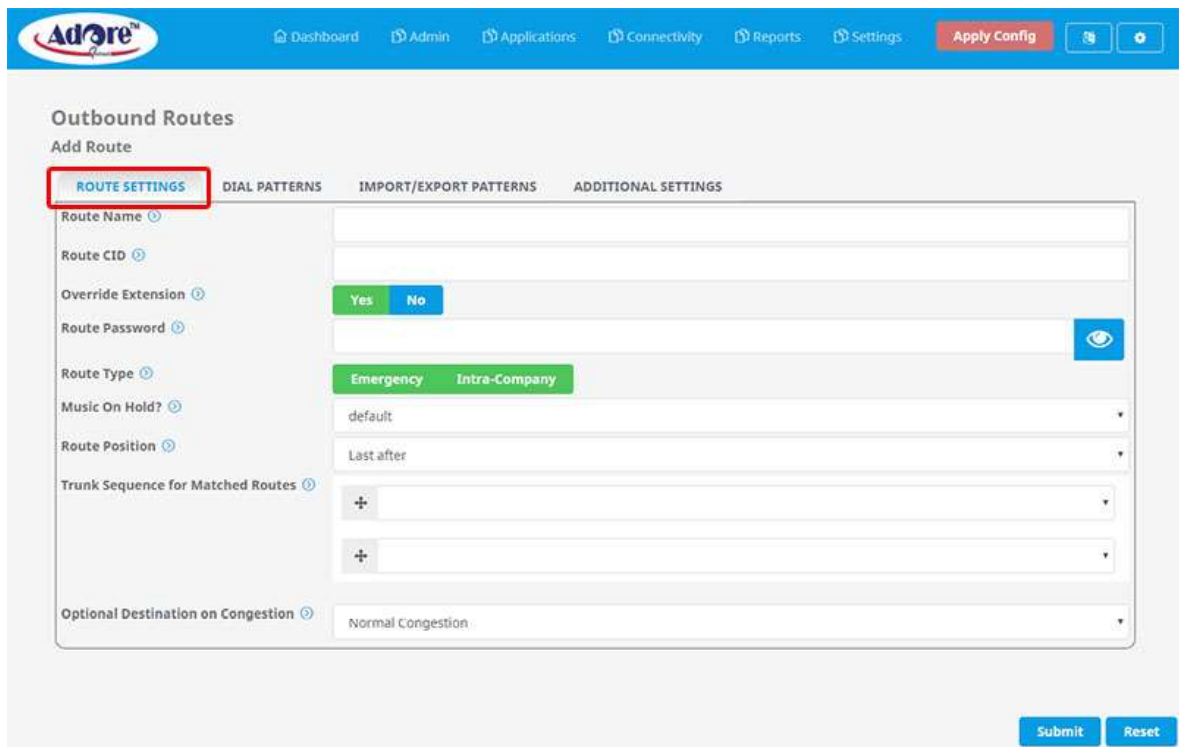 AdOre™
Dashboard Admin Applications Connectivity Reports Settings Apply Config
Outbound Routes
Add Route
ROUTE SETTINGS DIAL PATTERNS IMPORT/EXPORT PATTERNS ADDITIONAL SETTINGS
Route Name
Route CID
Override Extension Yes No
Route Password
Route Type Emergency Intra-Company
Music On Hold? default
Route Position Last after
Trunk Sequence for Matched Routes
Optional Destination on Congestion Normal Congestion
Submit Reset